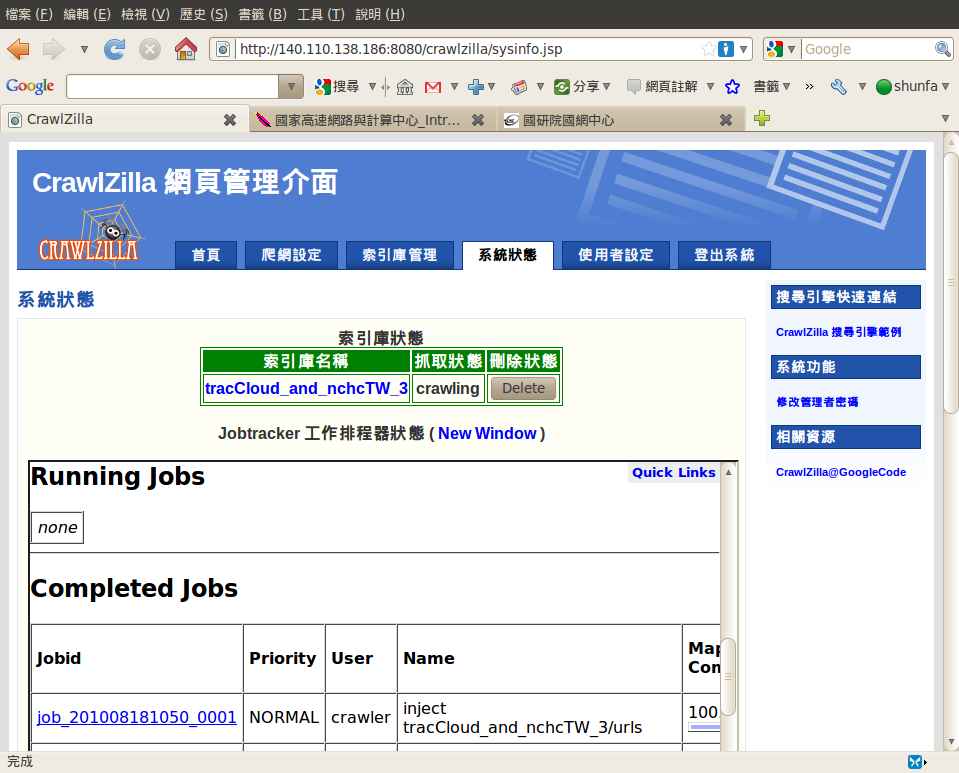 檔案 (F) 編輯 (E) 檢視 (V) 歷史 (S) 書籤 (B) 工具 (T) 說明 (H)
http://140.110.138.186:8080/crawlzilla/sysinfo.jsp Google
Google 搜尋 分享 網頁註解 書籤 » shunfa
CrawlZilla 國家高速網路與計算中心_Intr... 國研院國網中心
CrawlZilla 網頁管理介面
CRAWLZILLA
首頁 爬網設定 索引庫管理 系統狀態 使用者設定 登出系統
系統狀態
索引庫狀態
索引庫名稱 抓取狀態 刪除狀態
tracCloud_and_nchcTW_3 crawling Delete
Jobtracker 工作排程器狀態 ( New Window )
Running Jobs
Quick Links
none
Completed Jobs
Jobid Priority User Name Map
Com
job_201008181050_0001 NORMAL crawler inject
tracCloud_and_nchcTW_3/urls 100.
搜尋引擎快速連結
CrawlZilla 搜尋引擎範例
系統功能
修改管理者密碼
相關資源
CrawlZilla@GoogleCode
完成